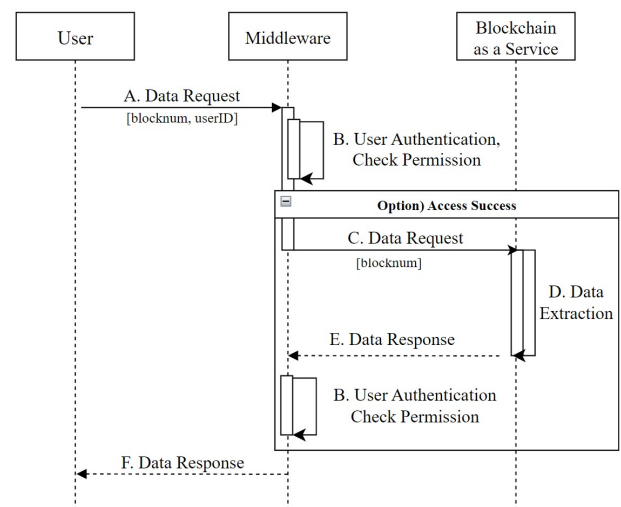 User
Middleware
Blockchain
as a Service
A. Data Request
[blocknum, userID]
B. User Authentication,
Check Permission
Option) Access Success
C. Data Request
[blocknum]
D. Data
Extraction
E. Data Response
B. User Authentication
Check Permission
F. Data Response